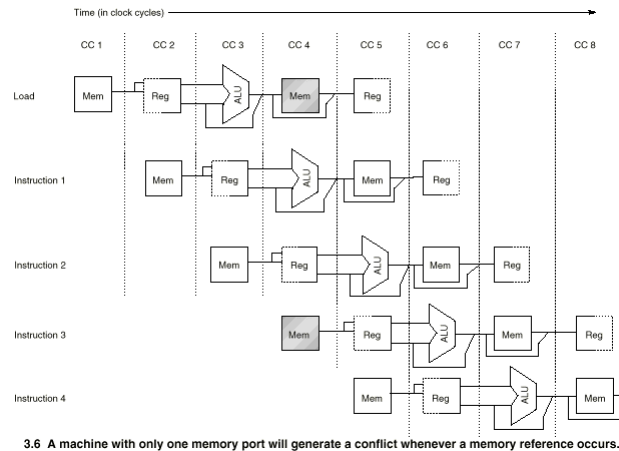 Time (in clock cycles)
CC 1 CC 2 CC 3 CC 4 CC 5 CC 6 CC 7 CC 8
Load Mem Reg ALU Mem Reg
Instruction 1 Mem Reg ALU Mem Reg
Instruction 2 Mem Reg ALU Mem Reg
Instruction 3 Mem Reg ALU Mem Reg
Instruction 4 Mem Reg ALU Mem
3.6 A machine with only one memory port will generate a conflict whenever a memory reference occurs.